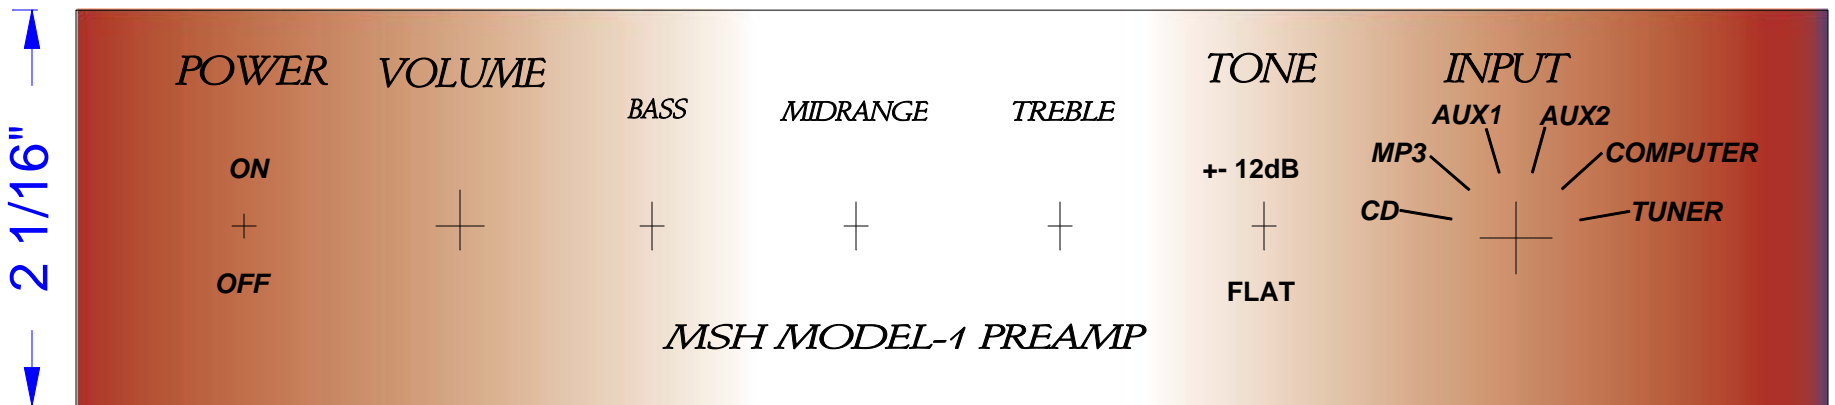 2 1/16"
POWER
VOLUME
BASS
MIDRANGE
TREBLE
TONE
INPUT
ON
OFF
+- 12dB
FLAT
AUX1
AUX2
MP3
COMPUTER
CD
TUNER
MSH MODEL-1 PREAMP